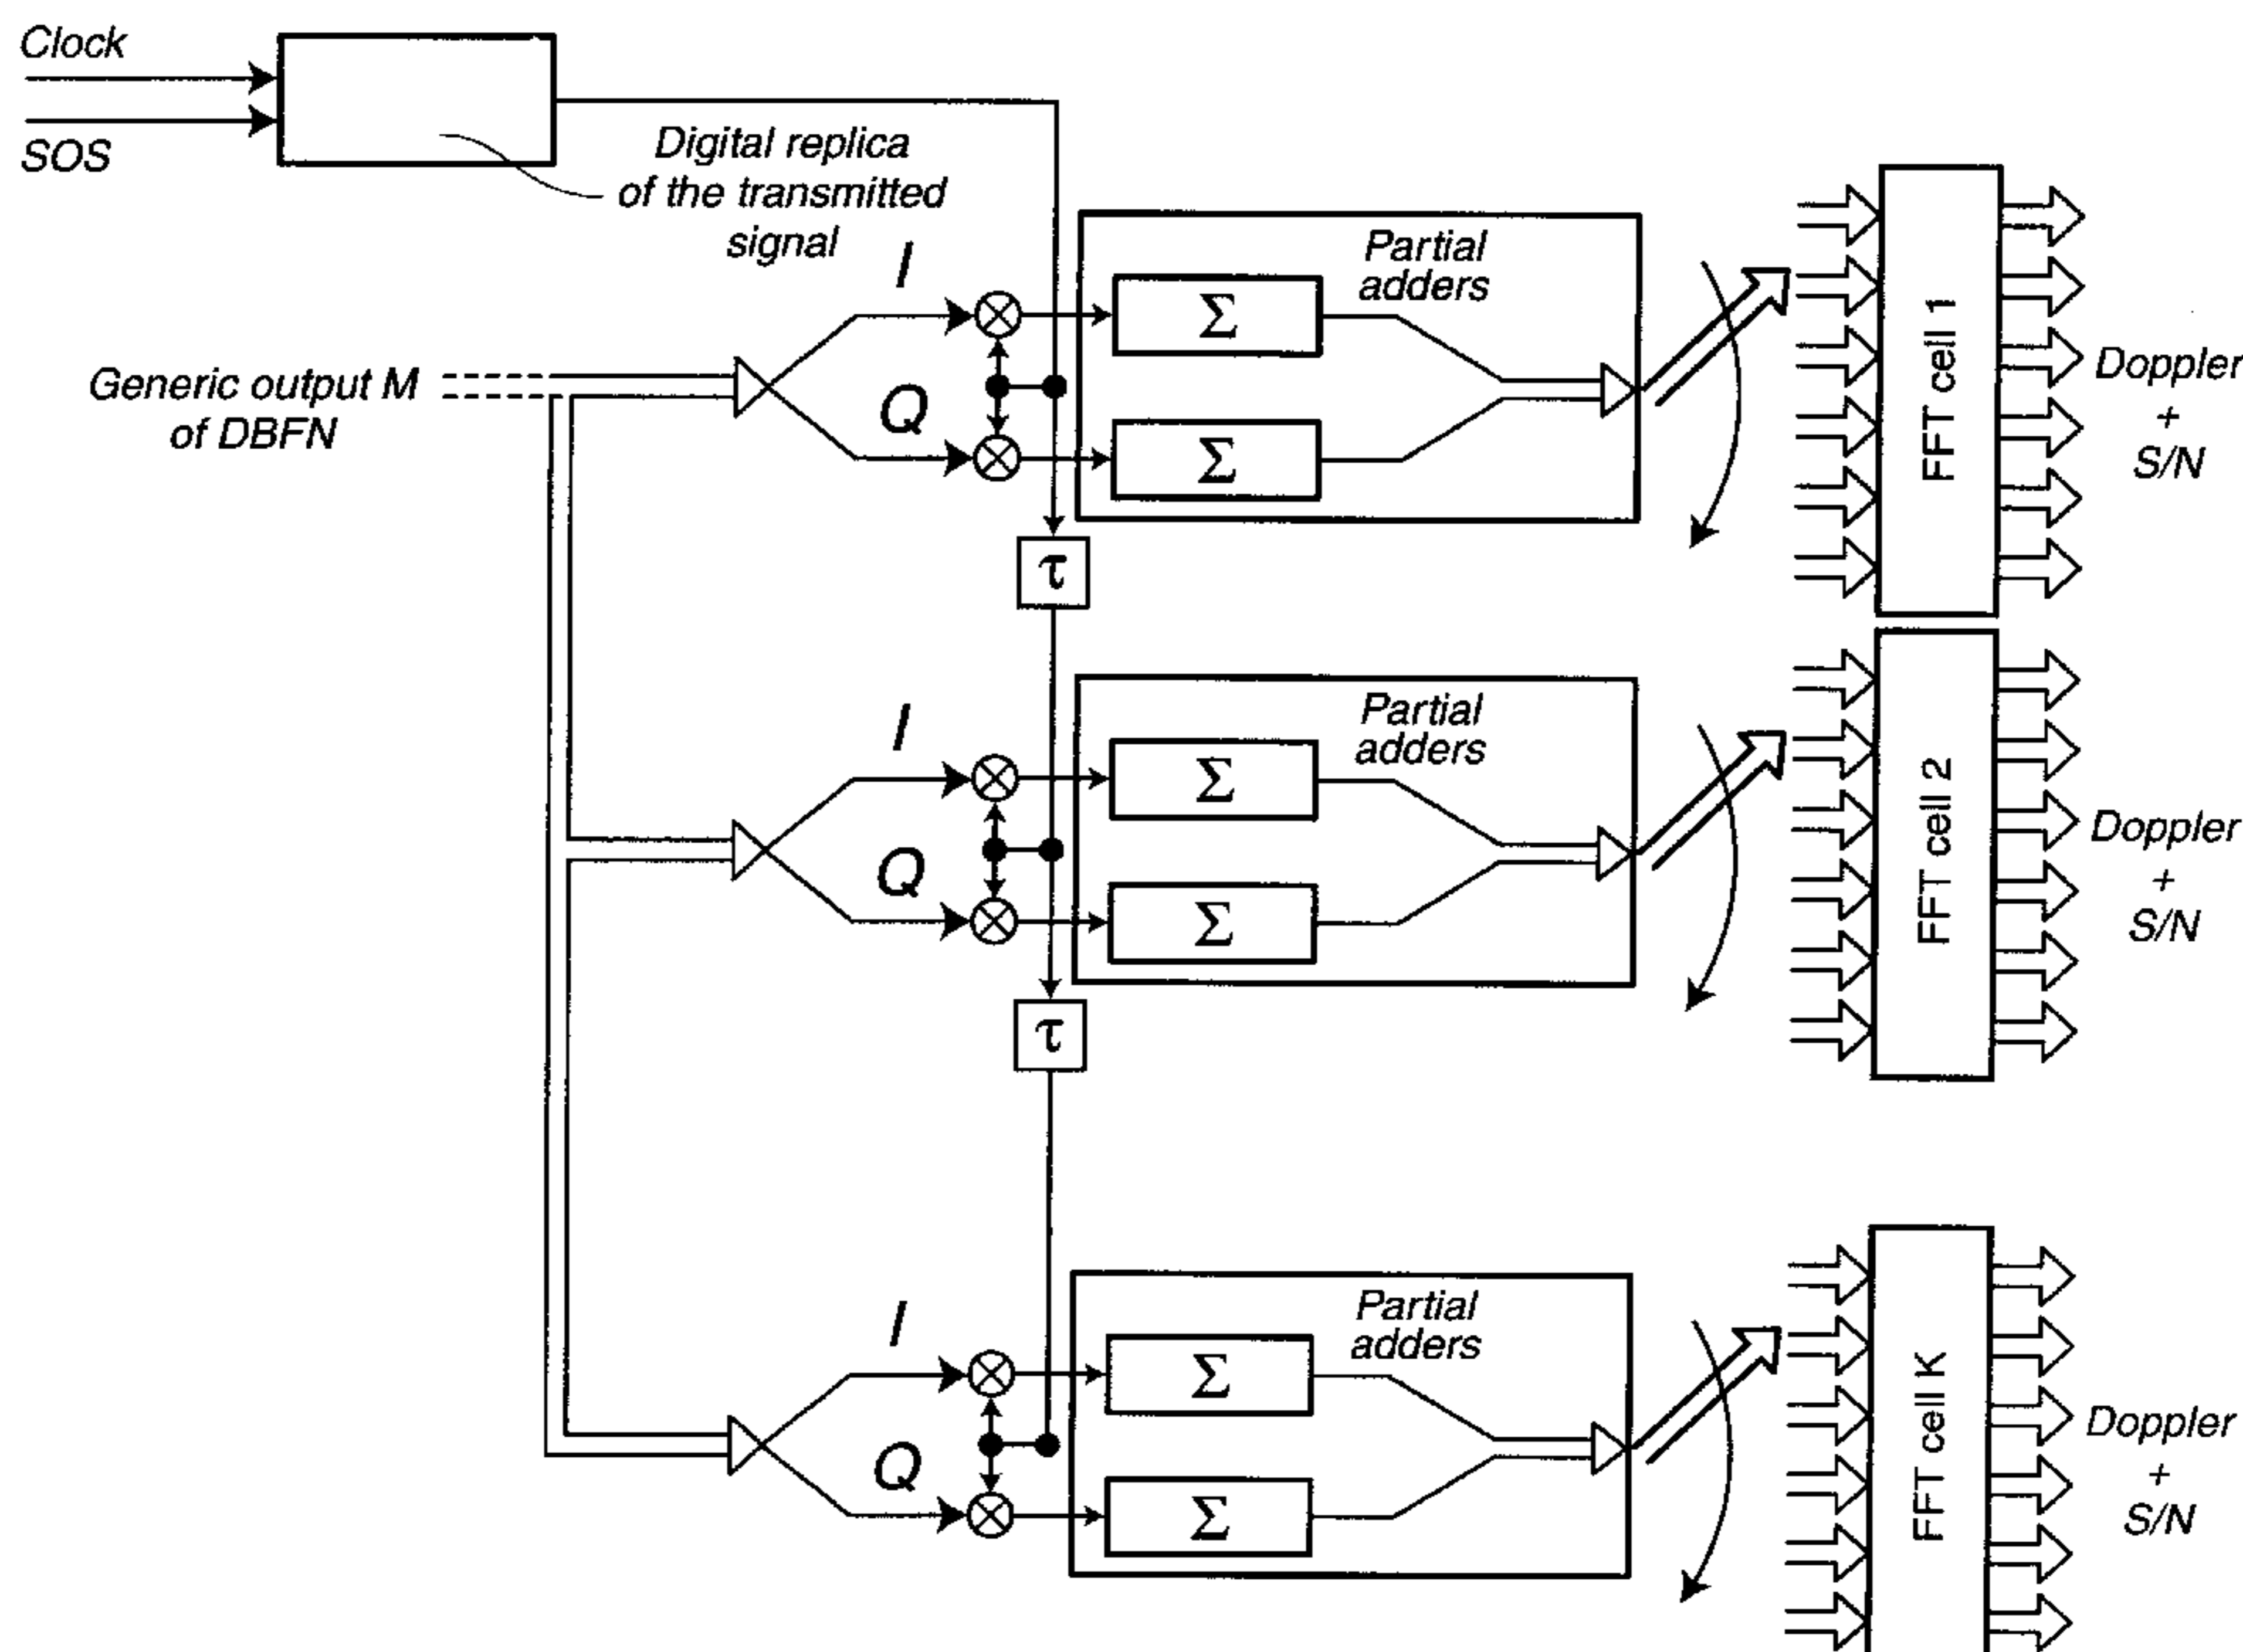 Clock
SOS
Digital replica
of the transmitted
signal
Generic output M
of DBFN
I
Q
Partial
adders
Σ
Σ
FFT cell 1
Doppler
+
S/N
τ
I
Q
Partial
adders
Σ
Σ
FFT cell 2
Doppler
+
S/N
τ
I
Q
Partial
adders
Σ
Σ
FFT cell K
Doppler
+
S/N